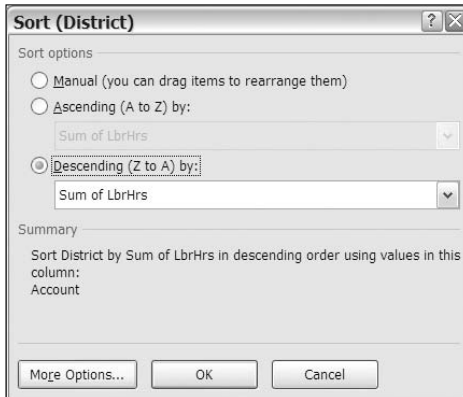 Sort (District)
?
Sort options
Manual (you can drag items to rearrange them)
Ascending (A to Z) by:
Sum of LbrHrs
Descending (Z to A) by:
Sum of LbrHrs
Summary
Sort District by Sum of LbrHrs in descending order using values in this
column:
Account
More Options... OK Cancel